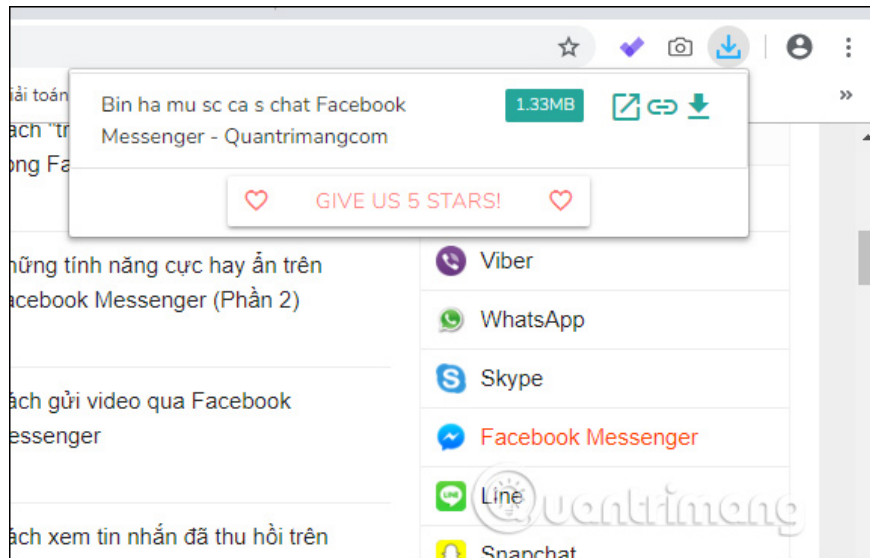 iải toán
Bin ha mu sc ca s chat Facebook
Messenger - Quantrimangcom
1.33MB
GIVE US 5 STARS!
ách "tr
ong Fa
hững tính năng cực hay ẩn trên
acebook Messenger (Phần 2)
ách gửi video qua Facebook
essenger
ách xem tin nhắn đã thu hồi trên
Viber
WhatsApp
Skype
Facebook Messenger
Line
Snapchat
Quantrimang